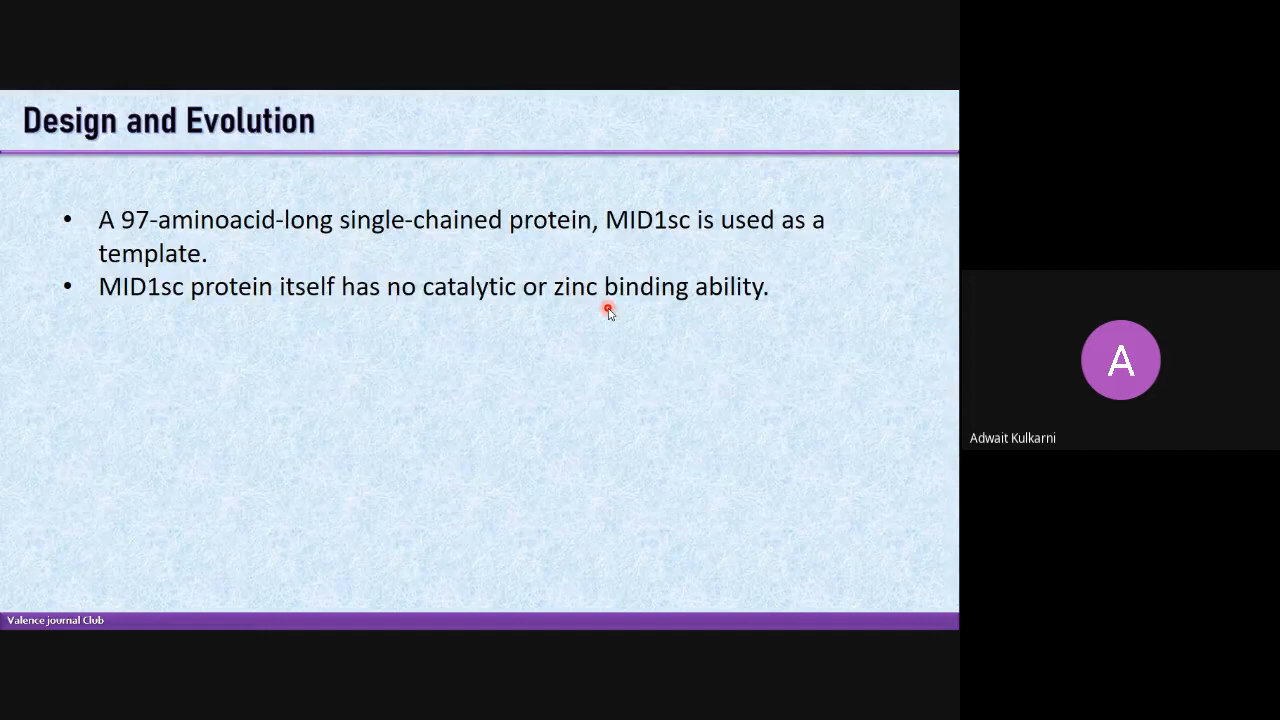 Design and Evolution
• A 97-aminoacid-long single-chained protein, MID1sc is used as a
template.
• MID1sc protein itself has no catalytic or zinc binding ability.
A
Adwait Kulkarni
Valence journal Club